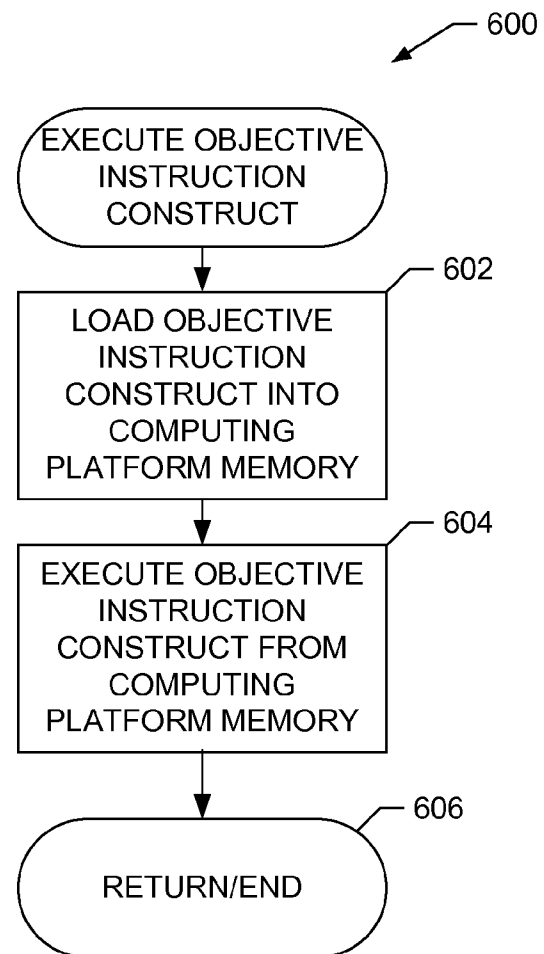 600
EXECUTE OBJECTIVE
INSTRUCTION
CONSTRUCT
602
LOAD OBJECTIVE
INSTRUCTION
CONSTRUCT INTO
COMPUTING
PLATFORM MEMORY
604
EXECUTE OBJECTIVE
INSTRUCTION
CONSTRUCT FROM
COMPUTING
PLATFORM MEMORY
606
RETURN/END